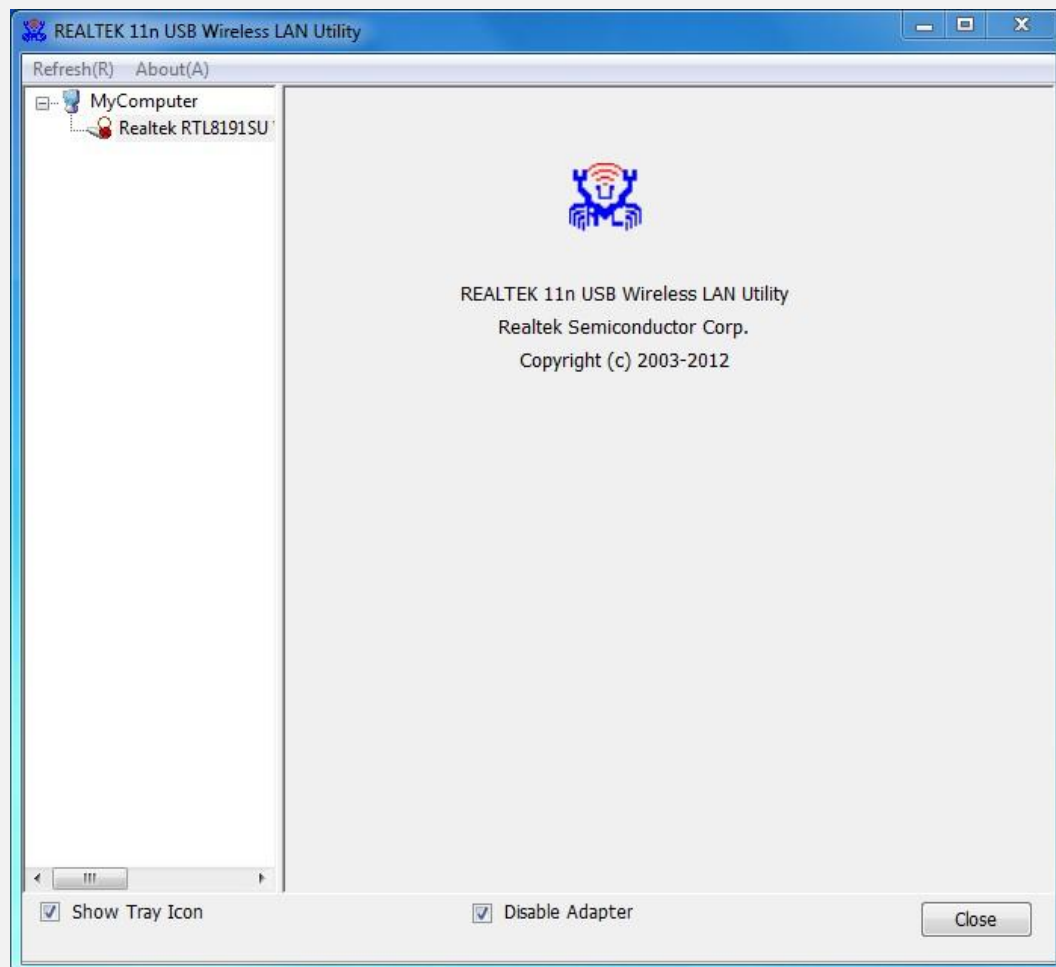 REALTEK 11n USB Wireless LAN Utility
Refresh(R) About(A)
MyComputer
Realtek RTL8191SU
REALTEK 11n USB Wireless LAN Utility
Realtek Semiconductor Corp.
Copyright (c) 2003-2012
Show Tray Icon
Disable Adapter
Close